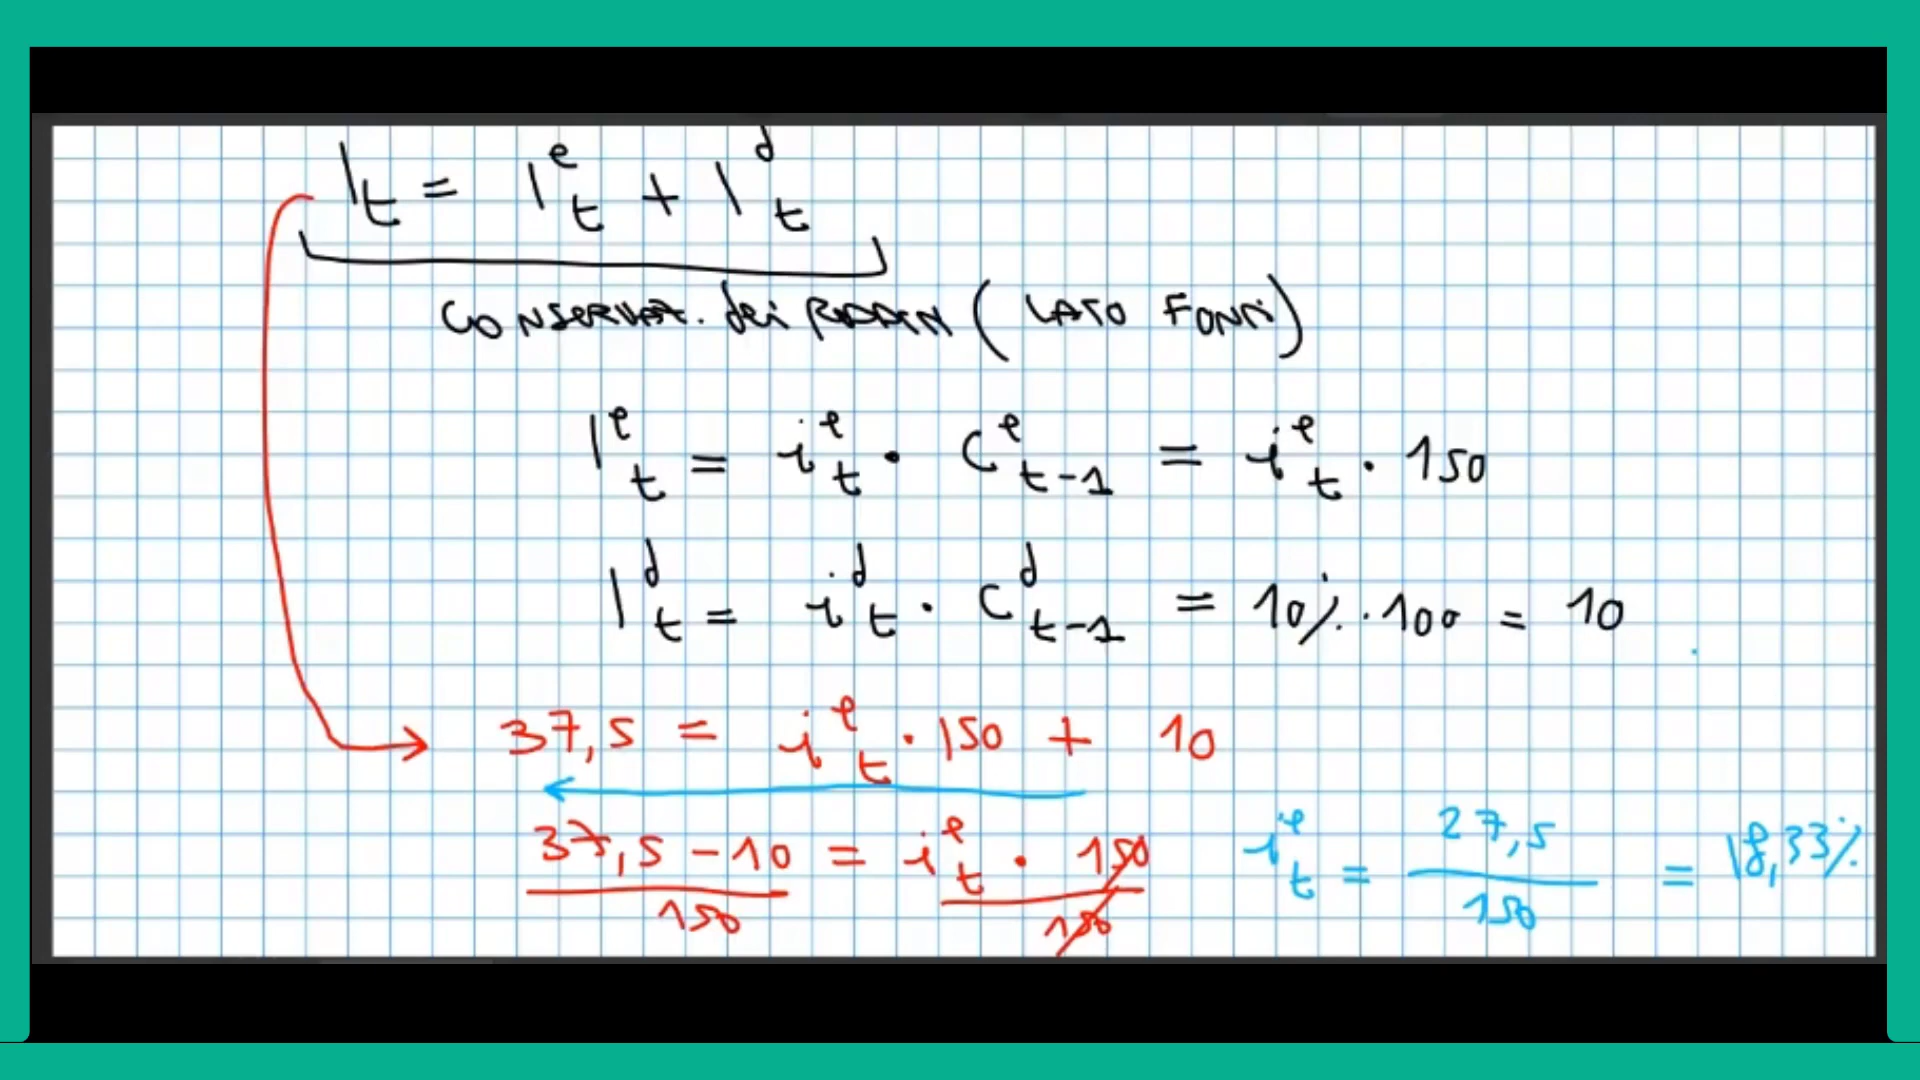 I_t = I^e_t + I^d_t
CONSERVAZ. dei (LATO FONTI)
I^e_t = i^e_t · C^e_{t-1} = i^e_t · 150
I^d_t = i^d_t · C^d_{t-1} = 10% · 100 = 10
37,5 = i^e_t · 150 + 10
37,5 - 10 / 150 = i^e_t · 150 / 150
i^e_t = 27,5 / 150 = 18,33%